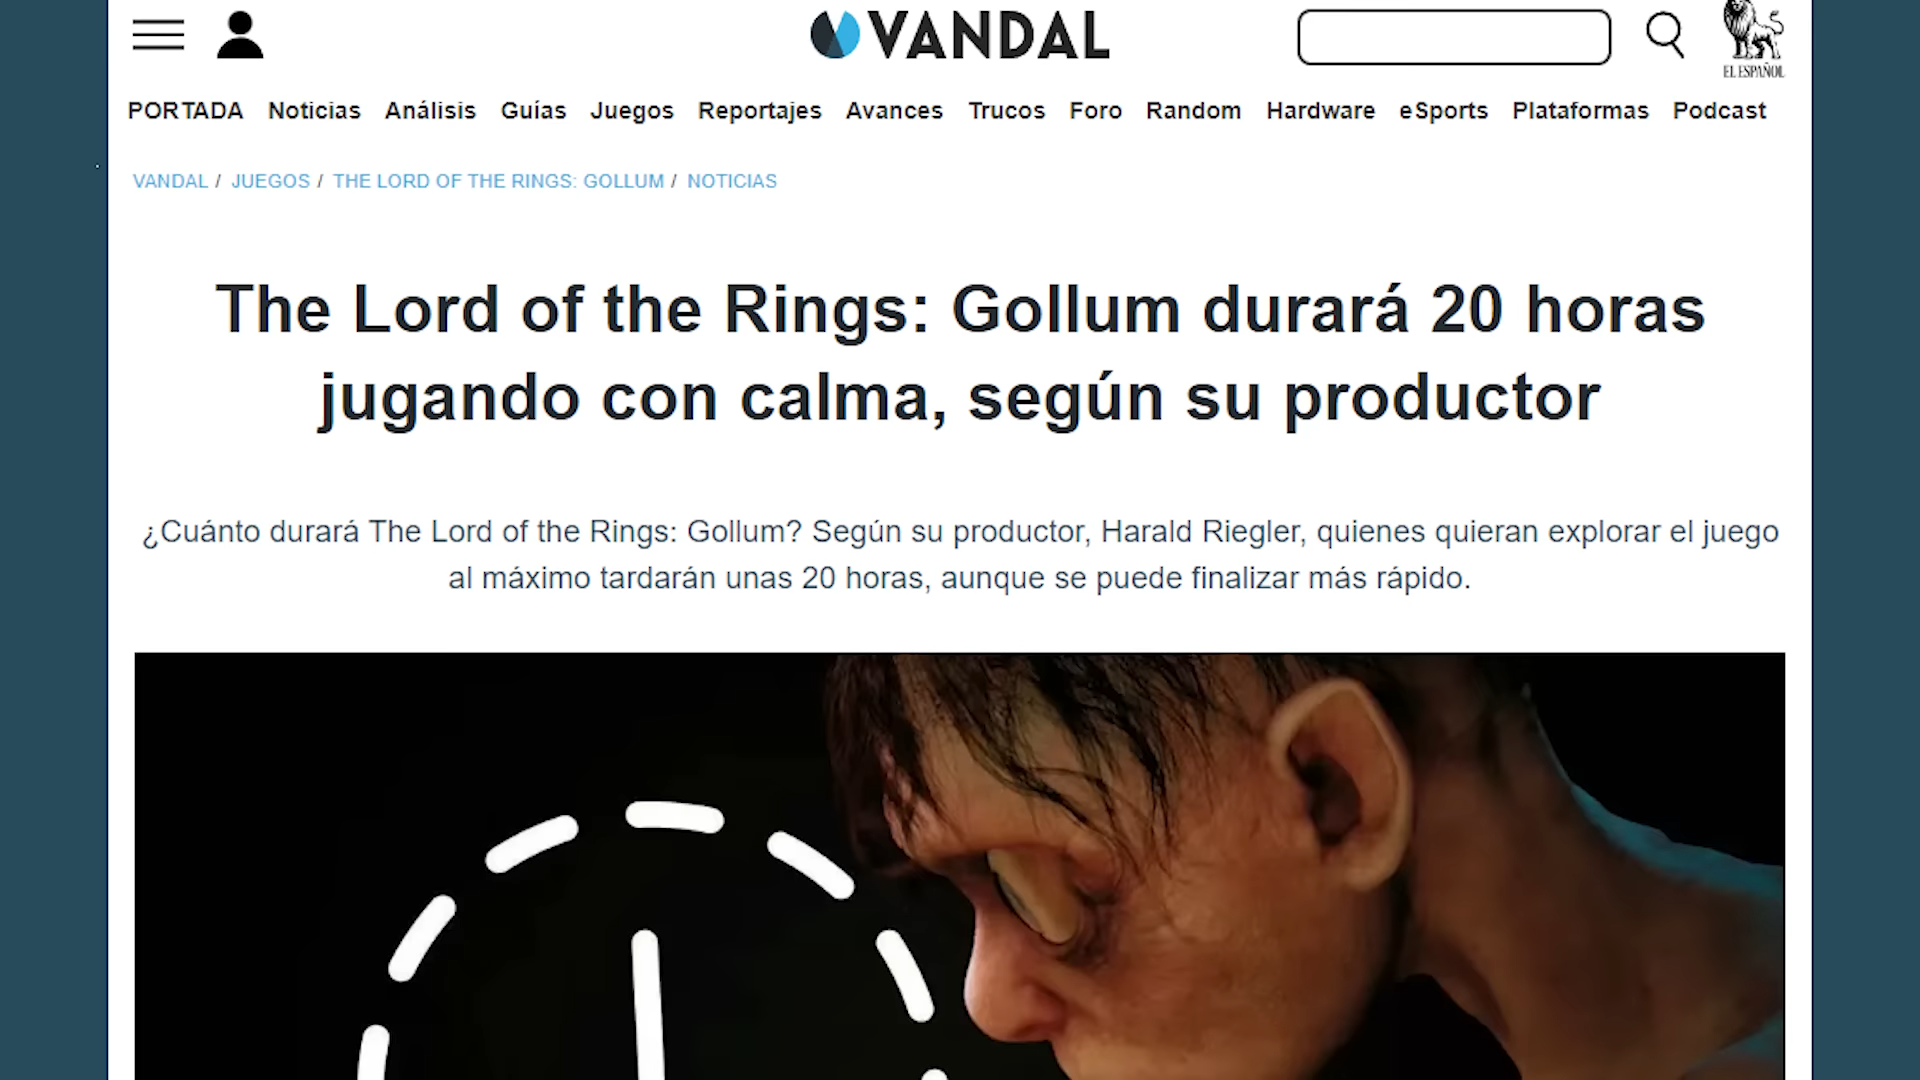 VANDAL
EL ESPAÑOL
PORTADA Noticias Análisis Guías Juegos Reportajes Avances Trucos Foro Random Hardware eSports Plataformas Podcast
VANDAL / JUEGOS / THE LORD OF THE RINGS: GOLLUM / NOTICIAS
The Lord of the Rings: Gollum durará 20 horas
jugando con calma, según su productor
¿Cuánto durará The Lord of the Rings: Gollum? Según su productor, Harald Riegler, quienes quieran explorar el juego
al máximo tardarán unas 20 horas, aunque se puede finalizar más rápido.